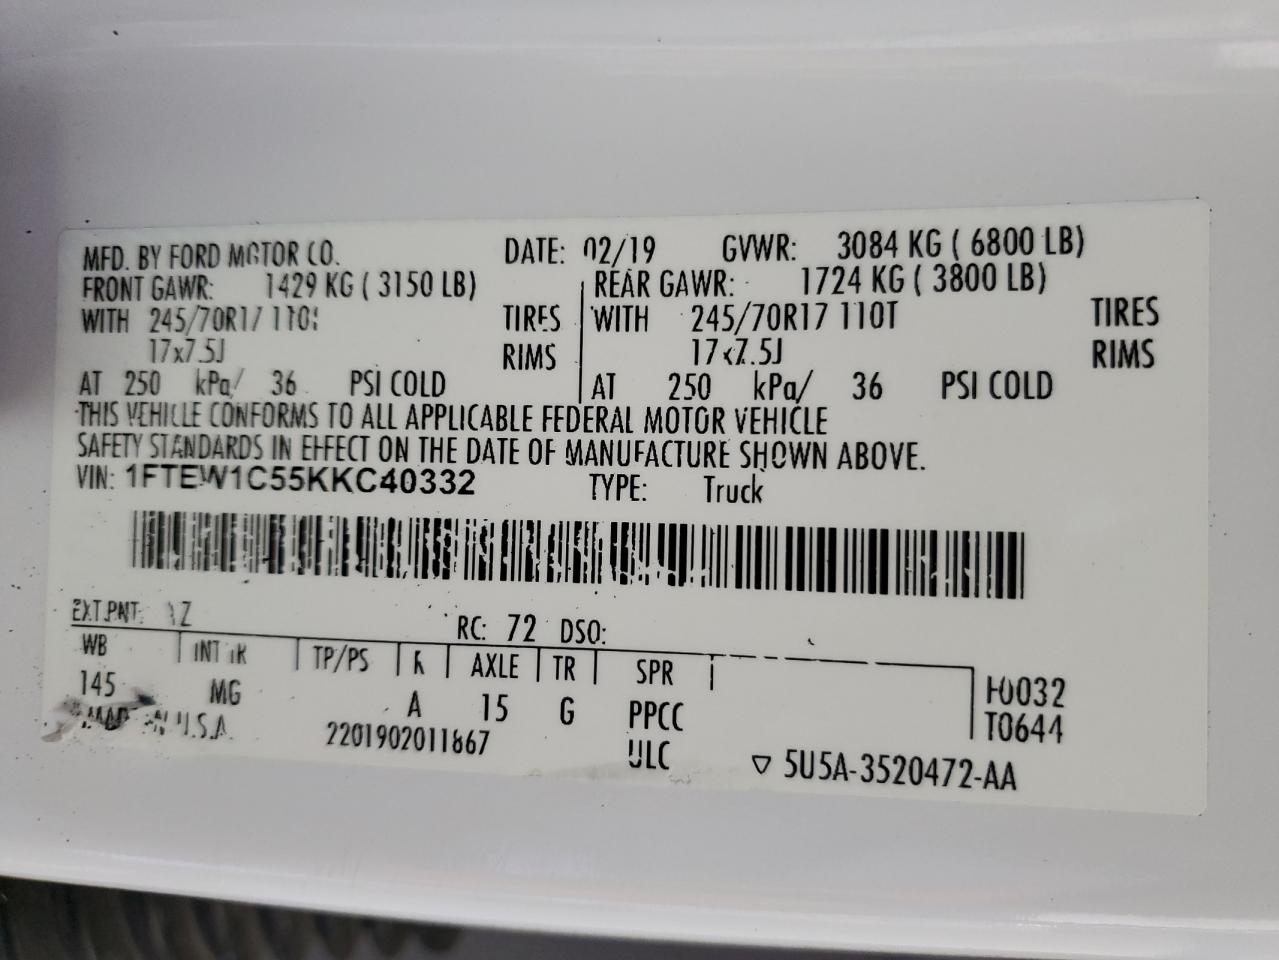 MFD. BY FORD MOTOR CO. DATE: 02/19 GVWR: 3084 KG ( 6800 LB)
FRONT GAWR: 1429 KG ( 3150 LB) REAR GAWR: 1724 KG ( 3800 LB)
WITH 245/70R17 TIRES WITH 245/70R17 110T TIRES
17x7.5J RIMS 17x7.5J RIMS
AT 250 kPa/ 36 PSI COLD AT 250 kPa/ 36 PSI COLD
THIS VEHICLE CONFORMS TO ALL APPLICABLE FEDERAL MOTOR VEHICLE
SAFETY STANDARDS IN EFFECT ON THE DATE OF MANUFACTURE SHOWN ABOVE.
VIN: 1FTEW1C55KKC40332 TYPE: Truck
EXT PNT: RC: 72 DSO:
WB INT TR TP/PS R AXLE TR SPR
145 MG A 15 G PPCC F0032
T0644
MADE IN U.S.A. 2201902011867 ULC ▽ 5U5A-3520472-AA